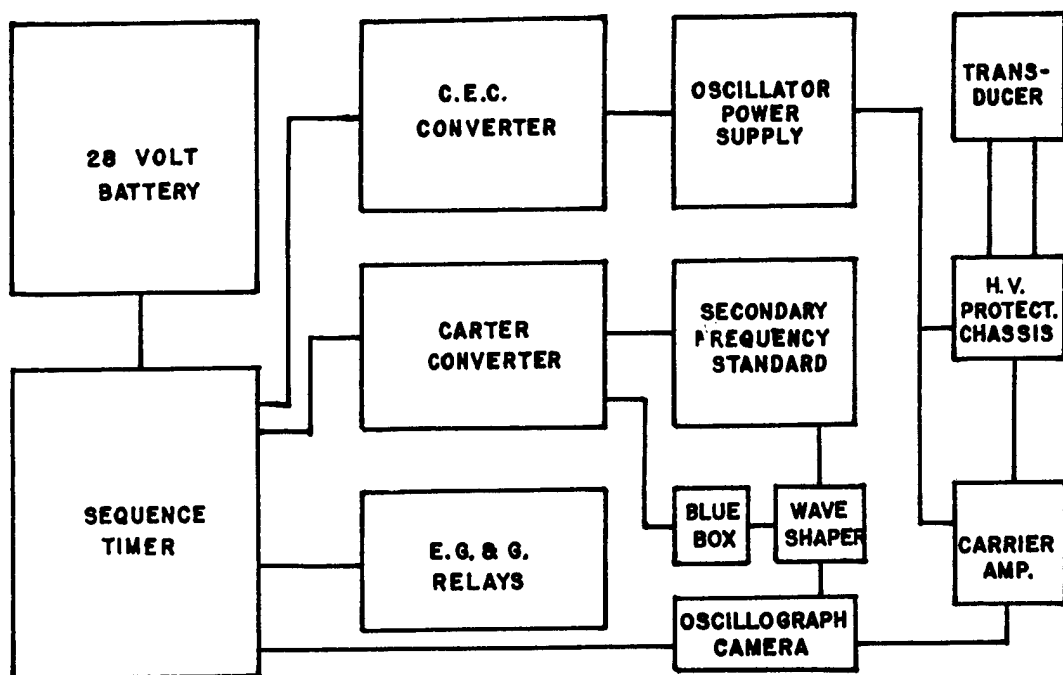 28 VOLT
BATTERY
C.E.C.
CONVERTER
OSCILLATOR
POWER
SUPPLY
TRANS-
DUCER
CARTER
CONVERTER
SECONDARY
FREQUENCY
STANDARD
H.V.
PROTECT.
CHASSIS
SEQUENCE
TIMER
E.G. & G.
RELAYS
BLUE
BOX
WAVE
SHAPER
CARRIER
AMP.
OSCILLOGRAPH
CAMERA